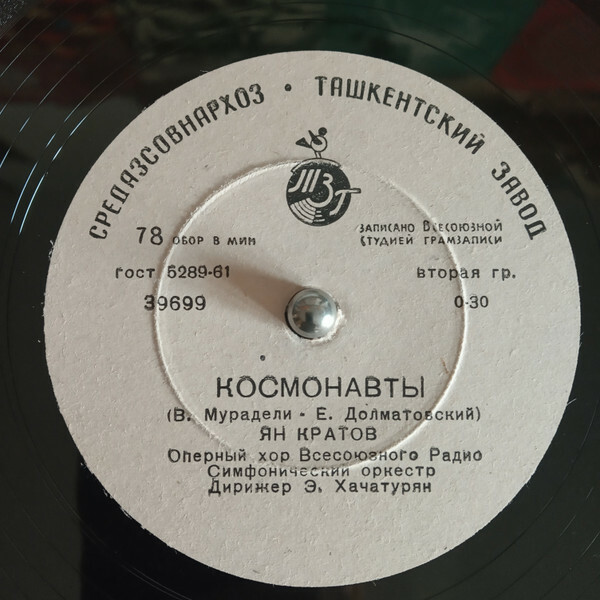 СРЕДАЗСОВНАРХОЗ • ТАШКЕНТСКИЙ ЗАВОД
ТЗГ
78 ОБОР В МИН
ЗАПИСАНО ВСЕСОЮЗНОЙ
СТУДИЕЙ ГРАМЗАПИСИ
ГОСТ 5289-61
вторая гр.
39699
0-30
КОСМОНАВТЫ
(В. Мурадели - Е. Долматовский)
ЯН КРАТОВ
Оперный хор Всесоюзного Радио
Симфонический оркестр
Дирижер Э. Хачатурян